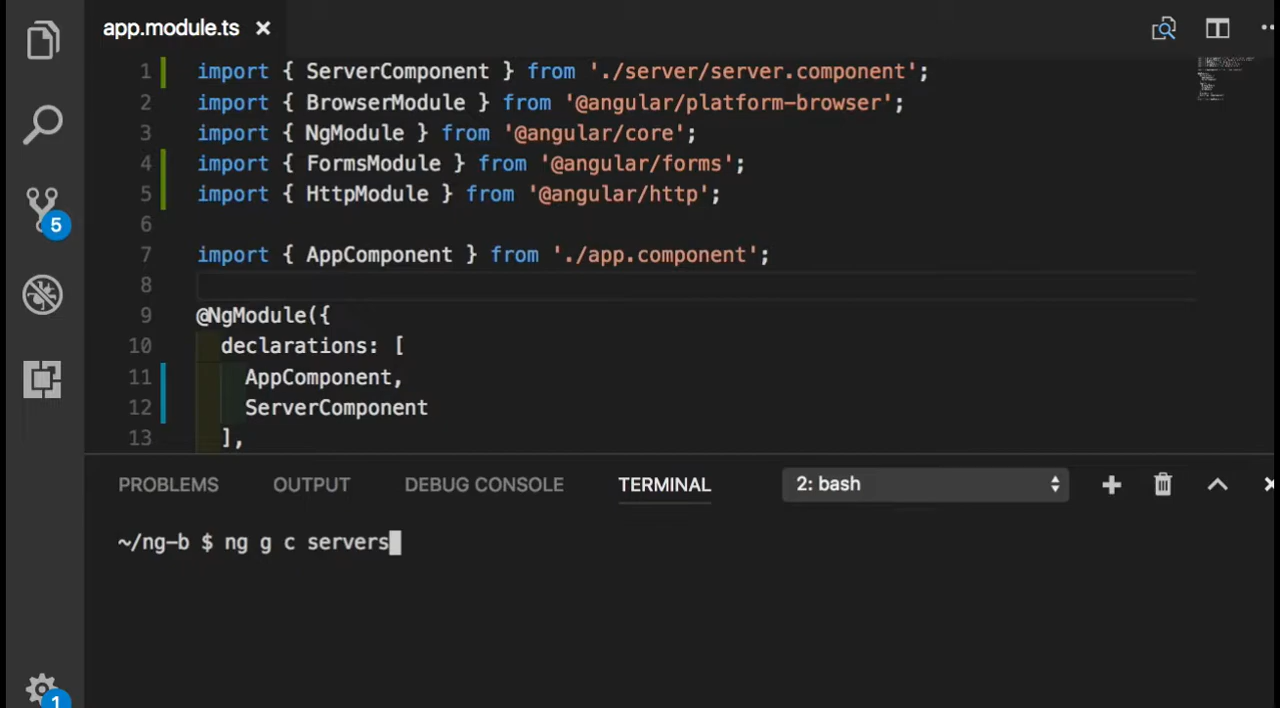 app.module.ts
1 import { ServerComponent } from './server/server.component';
2 import { BrowserModule } from '@angular/platform-browser';
3 import { NgModule } from '@angular/core';
4 import { FormsModule } from '@angular/forms';
5 import { HttpModule } from '@angular/http';
6
7 import { AppComponent } from './app.component';
8
9 @NgModule({
10 declarations: [
11 AppComponent,
12 ServerComponent
13 ],
5
1
PROBLEMS OUTPUT DEBUG CONSOLE TERMINAL 2: bash
~/ng-b $ ng g c servers